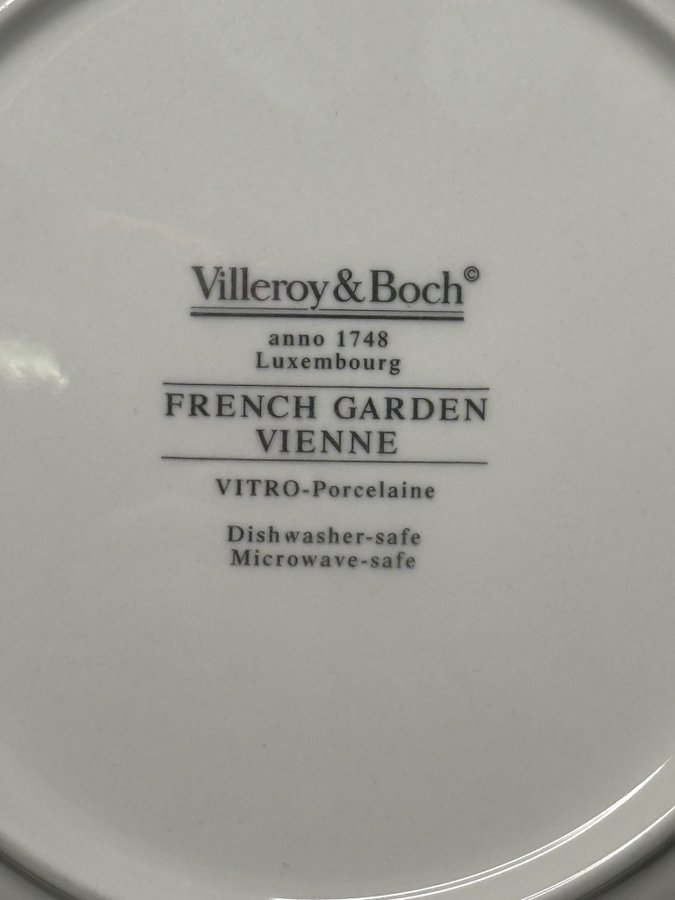 Villeroy & Boch©
anno 1748
Luxembourg
FRENCH GARDEN
VIENNE
VITRO-Porcelaine
Dishwasher-safe
Microwave-safe